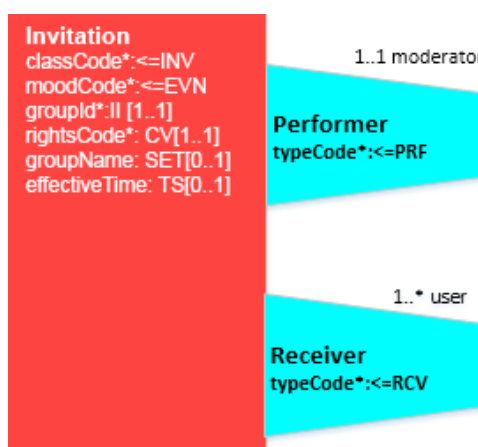 Invitation
classCode*:<=INV
moodCode*:<=EVN
groupId*:II [1..1]
rightsCode*: CV[1..1]
groupName: SET[0..1]
effectiveTime: TS[0..1]
1..1 moderator
Performer
typeCode*:<=PRF
1..* user
Receiver
typeCode*:<=RCV